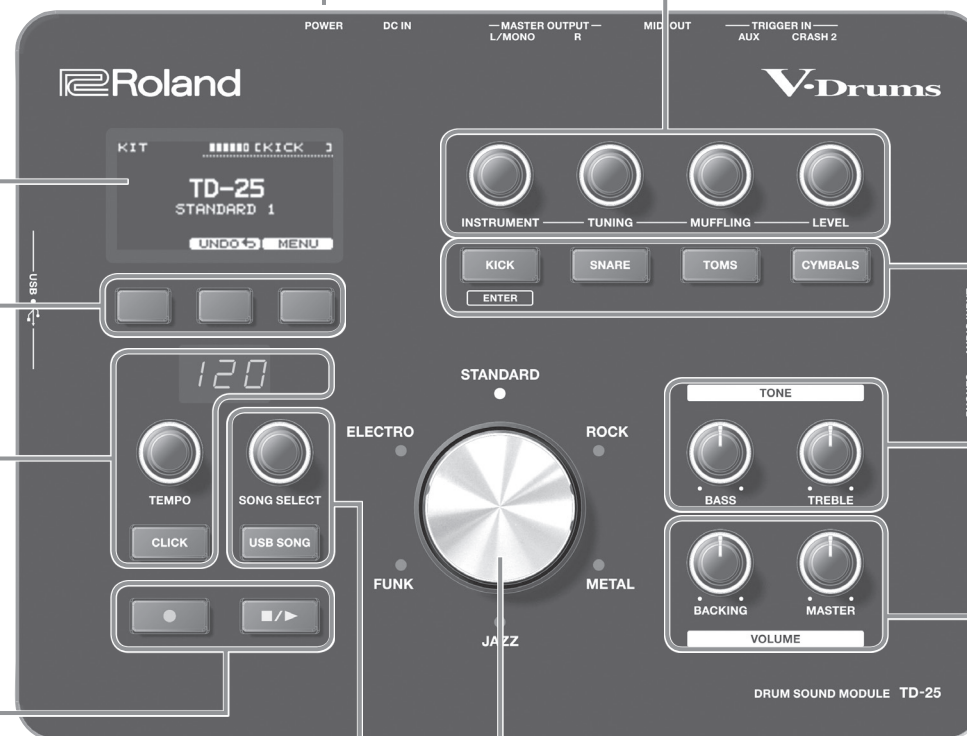 POWER DC IN MASTER OUTPUT MIDI OUT TRIGGER IN
L/MONO R AUX CRASH 2
Roland
V-Drums
KIT [KICK ]
TD-25
STANDARD 1
UNDO MENU
INSTRUMENT TUNING MUFFLING LEVEL
KICK SNARE TOMS CYMBALS
ENTER
USB
120
TEMPO SONG SELECT
CLICK USB SONG
STANDARD
ELECTRO ROCK
FUNK METAL
JAZZ
TONE
BASS TREBLE
BACKING MASTER
VOLUME
■/▶
DRUM SOUND MODULE TD-25